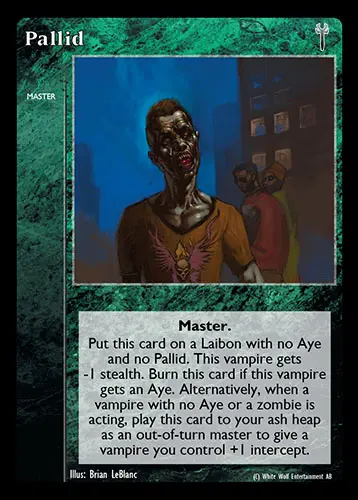 Pallid
MASTER
Master.
Put this card on a Laibon with no Aye
and no Pallid. This vampire gets
-1 stealth. Burn this card if this vampire
gets an Aye. Alternatively, when a
vampire with no Aye or a zombie is
acting, play this card to your ash heap
as an out-of-turn master to give a
vampire you control +1 intercept.
Illus: Brian LeBlanc
(C) White Wolf Entertainment AB